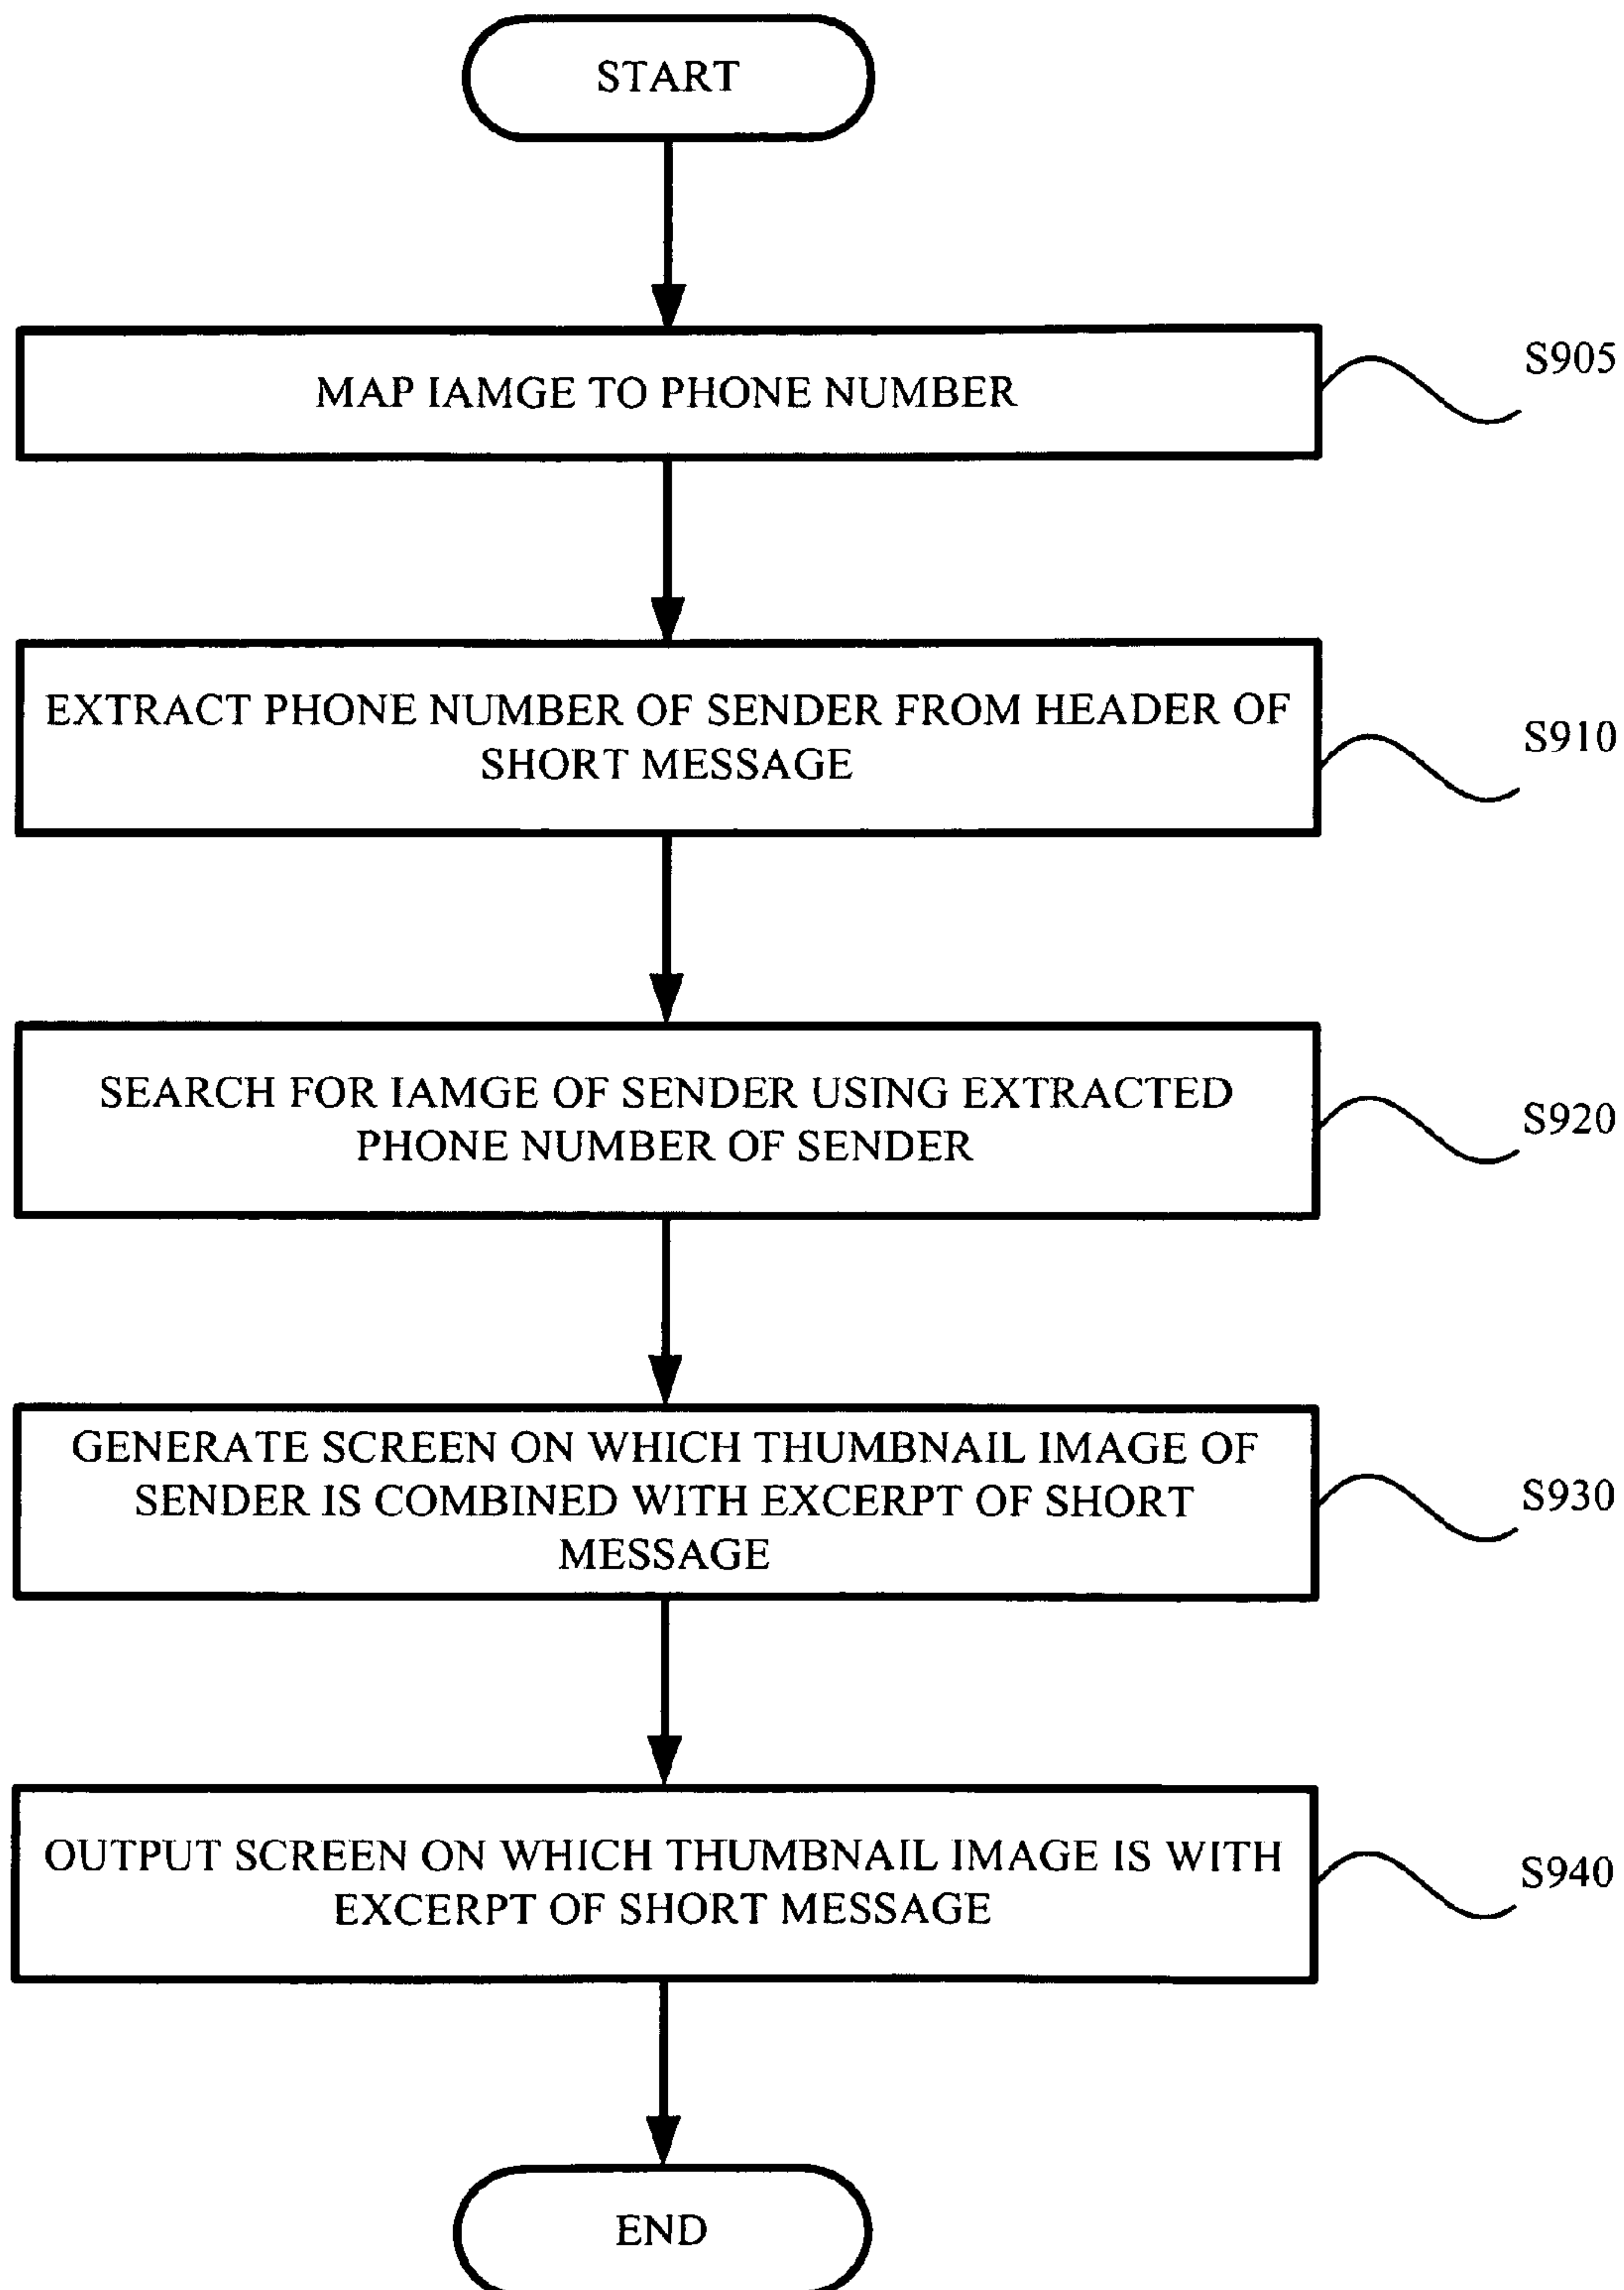 START
MAP IAMGE TO PHONE NUMBER
S905
EXTRACT PHONE NUMBER OF SENDER FROM HEADER OF
SHORT MESSAGE
S910
SEARCH FOR IAMGE OF SENDER USING EXTRACTED
PHONE NUMBER OF SENDER
S920
GENERATE SCREEN ON WHICH THUMBNAIL IMAGE OF
SENDER IS COMBINED WITH EXCERPT OF SHORT
MESSAGE
S930
OUTPUT SCREEN ON WHICH THUMBNAIL IMAGE IS WITH
EXCERPT OF SHORT MESSAGE
S940
END